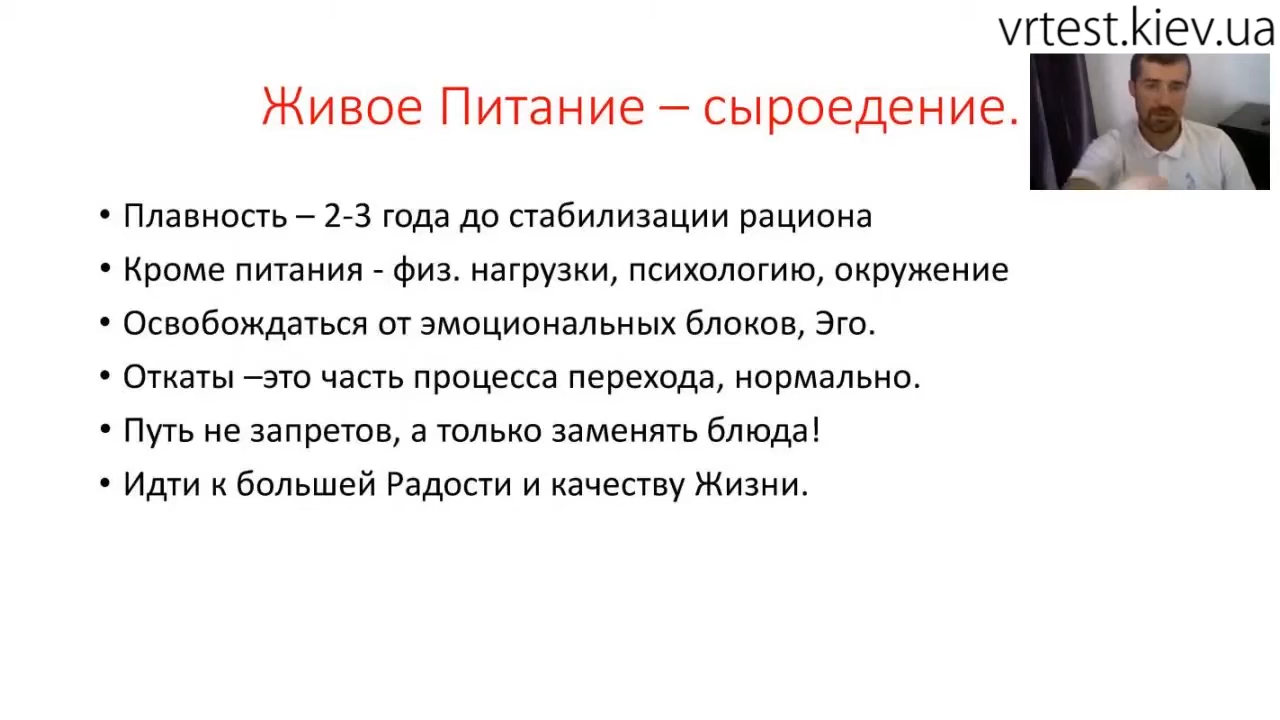 vrtest.kiev.ua
Живое Питание – сыроедение.
• Плавность – 2-3 года до стабилизации рациона
• Кроме питания - физ. нагрузки, психологию, окружение
• Освобождаться от эмоциональных блоков, Эго.
• Откаты –это часть процесса перехода, нормально.
• Путь не запретов, а только заменять блюда!
• Идти к большей Радости и качеству Жизни.